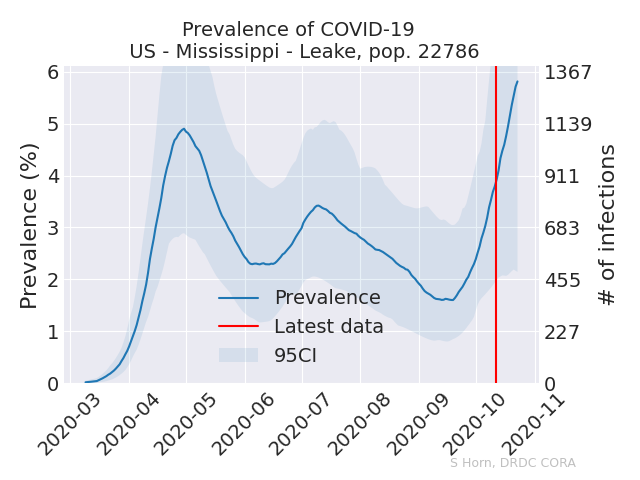 Prevalence of COVID-19
US - Mississippi - Leake, pop. 22786
Prevalence (%)
6
5
4
3
2
1
0
1367
1139
911
683
455
227
0
# of infections
Prevalence
Latest data
95CI
2020-03
2020-04
2020-05
2020-06
2020-07
2020-08
2020-09
2020-10
2020-11
S Horn, DRDC CORA